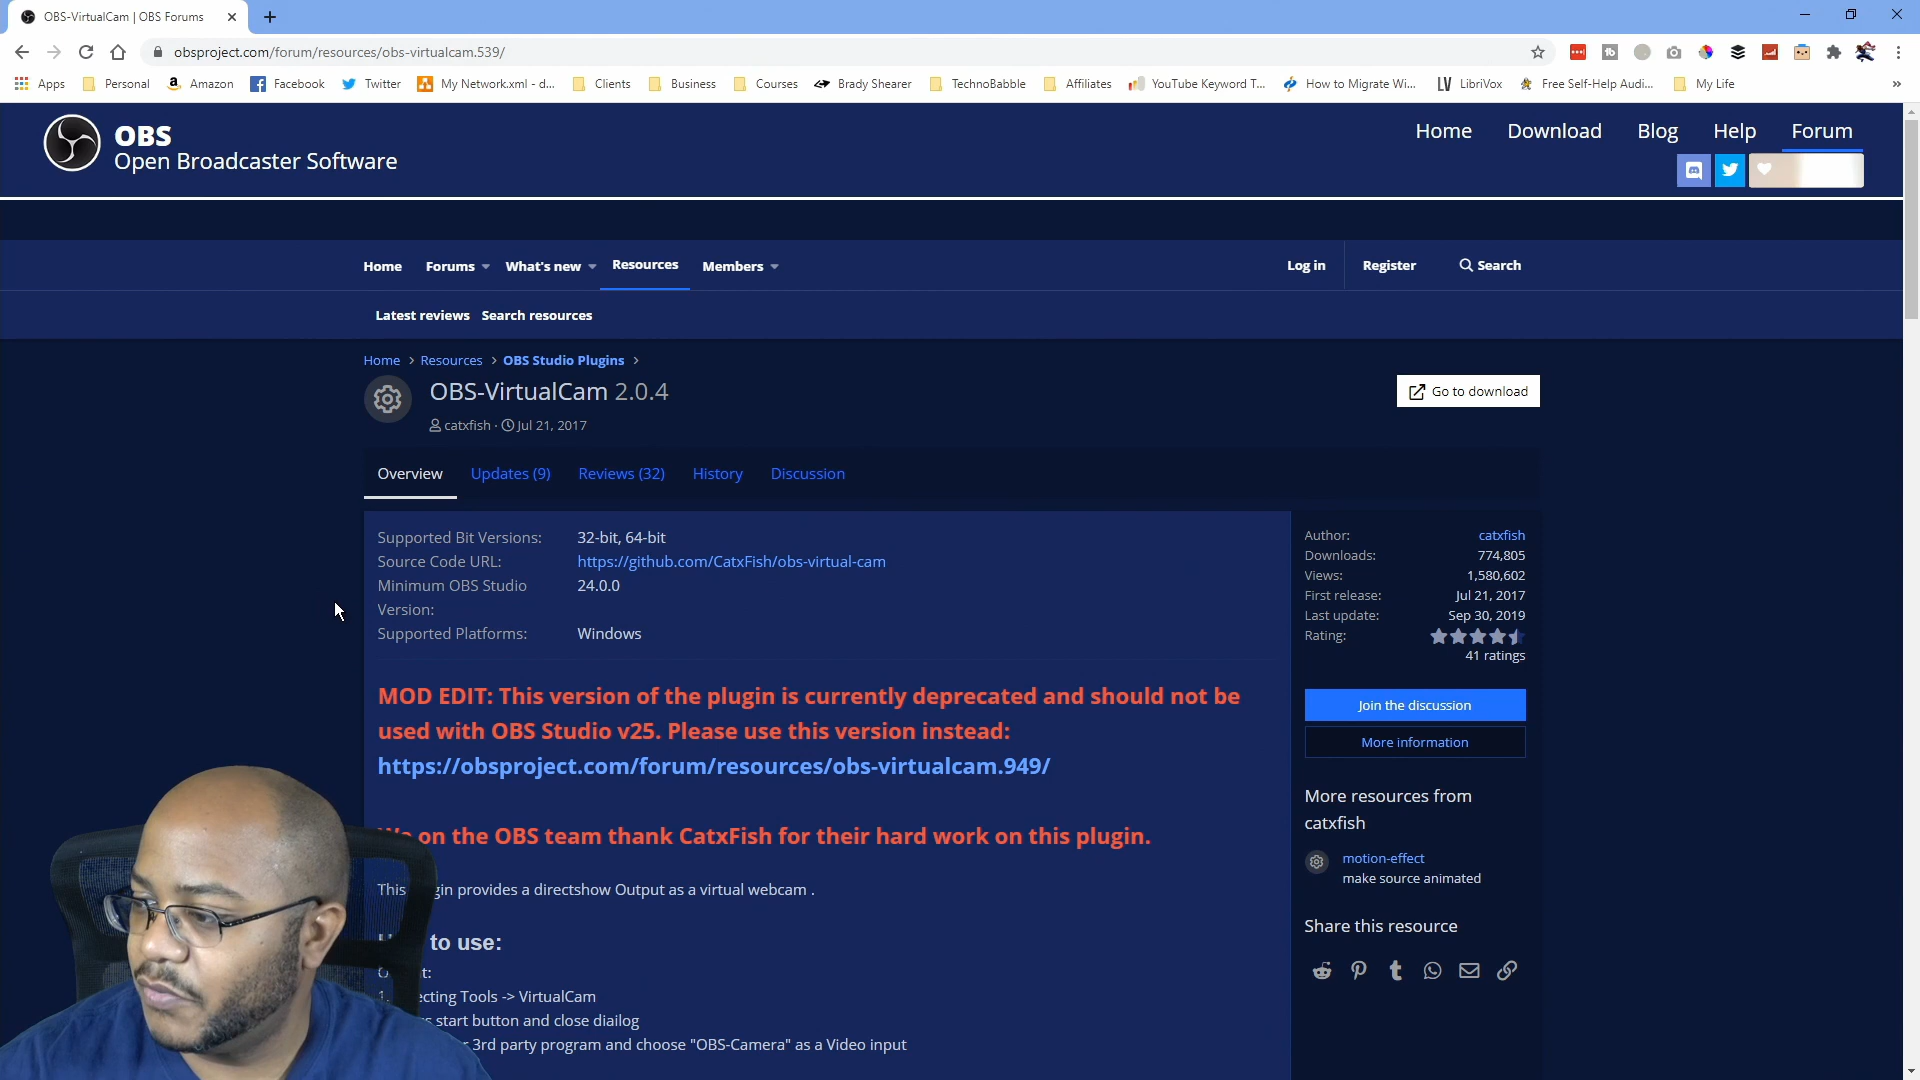 OBS-VirtualCam | OBS Forums
obsproject.com/forum/resources/obs-virtualcam.539/
Apps Personal Amazon Facebook Twitter My Network.xml - d... Clients Business Courses Brady Shearer TechnoBabble Affiliates YouTube Keyword T... How to Migrate Wi... LibriVox Free Self-Help Audi... My Life »
OBS
Open Broadcaster Software
Home Download Blog Help Forum
Home Forums What's new Resources Members Log in Register Search
Latest reviews Search resources
Home > Resources > OBS Studio Plugins >
OBS-VirtualCam 2.0.4
Go to download
catxfish · Jul 21, 2017
Overview Updates (9) Reviews (32) History Discussion
Supported Bit Versions: 32-bit, 64-bit
Source Code URL: https://github.com/CatxFish/obs-virtual-cam
Minimum OBS Studio 24.0.0
Version:
Supported Platforms: Windows
MOD EDIT: This version of the plugin is currently deprecated and should not be
used with OBS Studio v25. Please use this version instead:
https://obsproject.com/forum/resources/obs-virtualcam.949/
on the OBS team thank CatxFish for their hard work on this plugin.
This provides a directshow Output as a virtual webcam .
to use:
Tools -> VirtualCam
start button and close diailog
3rd party program and choose "OBS-Camera" as a Video input
Author: catxfish
Downloads: 774,805
Views: 1,580,602
First release: Jul 21, 2017
Last update: Sep 30, 2019
Rating:
41 ratings
Join the discussion
More information
More resources from
catxfish
motion-effect
make source animated
Share this resource